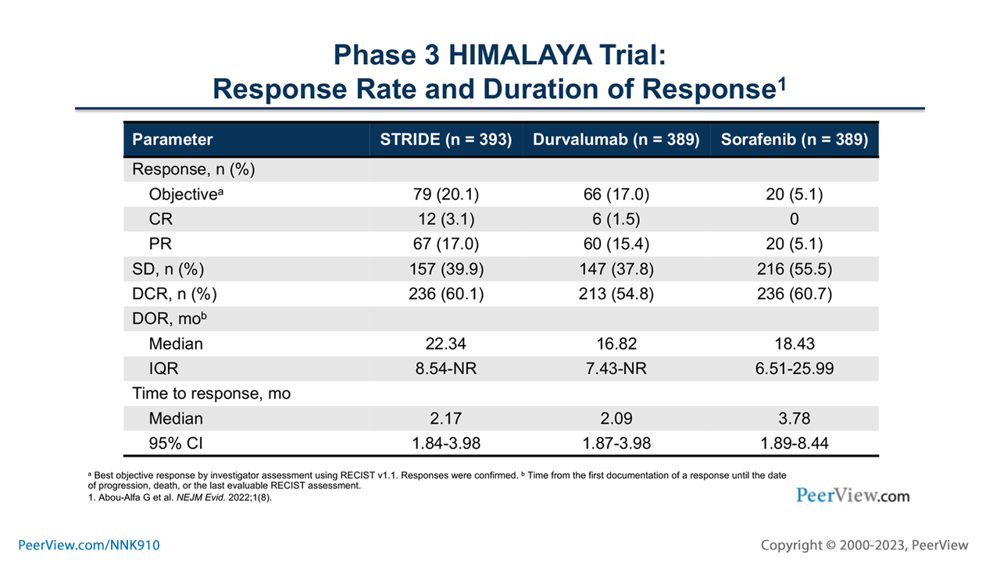 Phase 3 HIMALAYA Trial:
Response Rate and Duration of Response¹
Parameter STRIDE (n = 393) Durvalumab (n = 389) Sorafenib (n = 389)
Response, n (%)
Objectiveᵃ 79 (20.1) 66 (17.0) 20 (5.1)
CR 12 (3.1) 6 (1.5) 0
PR 67 (17.0) 60 (15.4) 20 (5.1)
SD, n (%) 157 (39.9) 147 (37.8) 216 (55.5)
DCR, n (%) 236 (60.1) 213 (54.8) 236 (60.7)
DOR, moᵇ
Median 22.34 16.82 18.43
IQR 8.54-NR 7.43-NR 6.51-25.99
Time to response, mo
Median 2.17 2.09 3.78
95% CI 1.84-3.98 1.87-3.98 1.89-8.44
ᵃ Best objective response by investigator assessment using RECIST v1.1. Responses were confirmed. ᵇ Time from the first documentation of a response until the date
of progression, death, or the last evaluable RECIST assessment.
1. Abou-Alfa G et al. NEJM Evid. 2022;1(8).
PeerView.com
PeerView.com/NNK910
Copyright © 2000-2023, PeerView